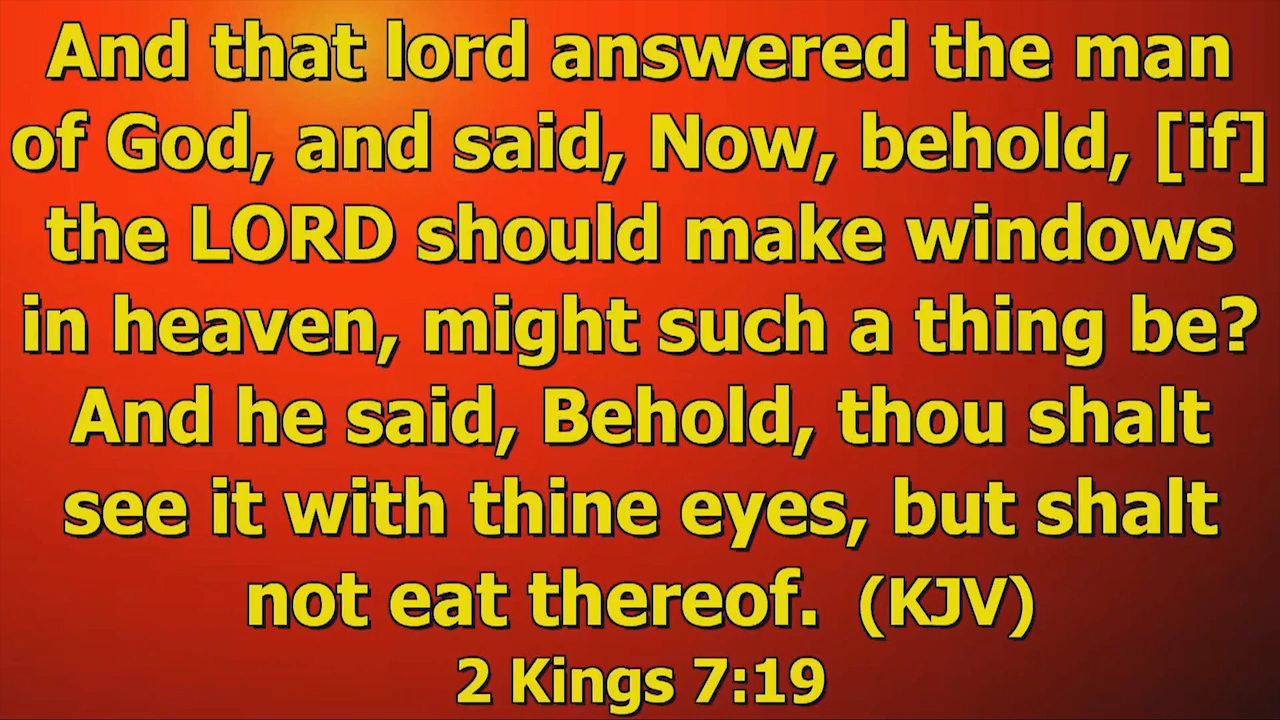 And that lord answered the man
of God, and said, Now, behold, [if]
the LORD should make windows
in heaven, might such a thing be?
And he said, Behold, thou shalt
see it with thine eyes, but shalt
not eat thereof. (KJV)
2 Kings 7:19